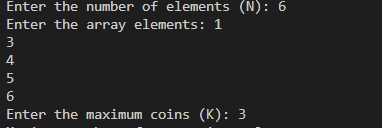 Enter the number of elements (N): 6
Enter the array elements: 1
3
4
5
6
Enter the maximum coins (K): 3